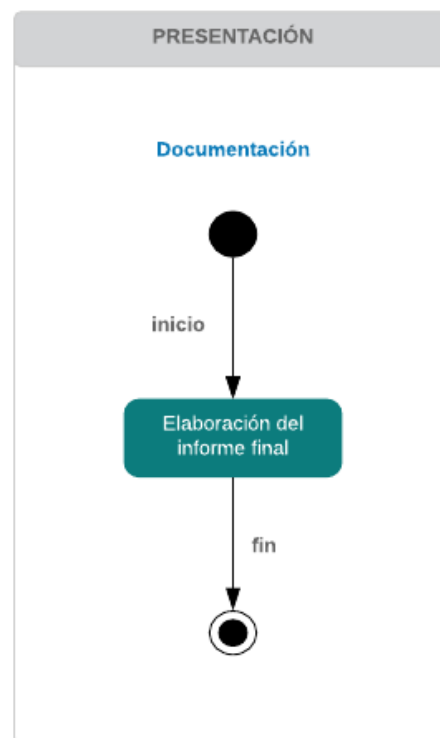 PRESENTACIÓN
Documentación
inicio
Elaboración del
informe final
fin